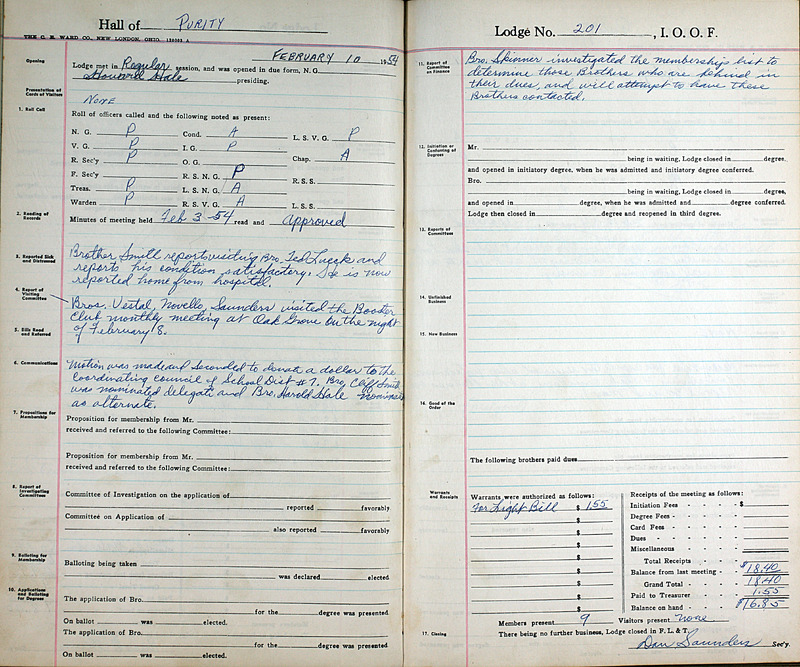 Hall of PURITY
THE C. E. WARD CO. NEW LONDON, OHIO.
FEBRUARY 10 1954
Opening
Lodge met in Regular session, and was opened in due form, N. G.
Howard Hale presiding.
Presentation of Cards of Visitors
NONE
1. Roll Call
Roll of officers called and the following noted as present:
N. G. P Cond. A L. S. V. G. P
V. G. P I. G. P
R. Sec'y P O. G. Chap. A
F. Sec'y R. S. N. G. P R. S. S.
Treas. P L. S. N. G. A
Warden P R. S. V. G. A L. S. S.
2. Reading of Records
Minutes of meeting held Feb 3-54 read and Approved
3. Reported Sick and Distressed
Brother Smith reports visiting Bro. Ted and
reports his condition satisfactory. He is now
reported home from hospital.
4. Report of Visiting Committee
Bros. Vestal, Novello, Saunders visited the Booster
Club monthly meeting at Oak Grove on the night
of February 8.
5. Bills Read and Referred
6. Communications
Motion was made and seconded to donate a dollar to the
Coordinating Council of School Dist #7. Bro. Cliff Smith
was nominated delegate and Bro. Harold Hale
as alternate.
7. Propositions for Membership
Proposition for membership from Mr.
received and referred to the following Committee:
Proposition for membership from Mr.
received and referred to the following Committee:
8. Report of Investigating Committees
Committee of Investigation on the application of
reported favorably
Committee on Application of
also reported favorably
9. Balloting for Membership
Balloting being taken
was declared elected.
10. Applications and Balloting for Degrees
The application of Bro.
for the degree was presented.
On ballot was elected.
The application of Bro.
for the degree was presented.
On ballot was elected.
Lodge No. 201, I. O. O. F.
11. Report of Committee on Finance
Bro. Skinner investigated the membership list to
determine those Brothers who are behind in
their dues, and will attempt to have these
Brothers contacted.
12. Initiation or Conferring of Degrees
Mr.
being in waiting, Lodge closed in degree,
and opened in initiatory degree, when he was admitted and initiatory degree conferred.
Bro.
being in waiting, Lodge closed in degree,
and opened in degree, when he was admitted and degree conferred.
Lodge then closed in degree and reopened in third degree.
13. Reports of Committees
14. Unfinished Business
15. New Business
16. Good of the Order
The following brothers paid dues
Warrants and Receipts
Warrants were authorized as follows:
For Light Bill $ 1.55
$
$
$
$
$
$
$
$
Receipts of the meeting as follows:
Initiation Fees $
Degree Fees
Card Fees
Dues
Miscellaneous
Total Receipts
Balance from last meeting $18.40
Grand Total 18.40
Paid to Treasurer 1.55
Balance on hand $16.85
Members present 9 Visitors present none
17. Closing
There being no further business, Lodge closed in F. L. & T.
Dan Saunders Sec'y.